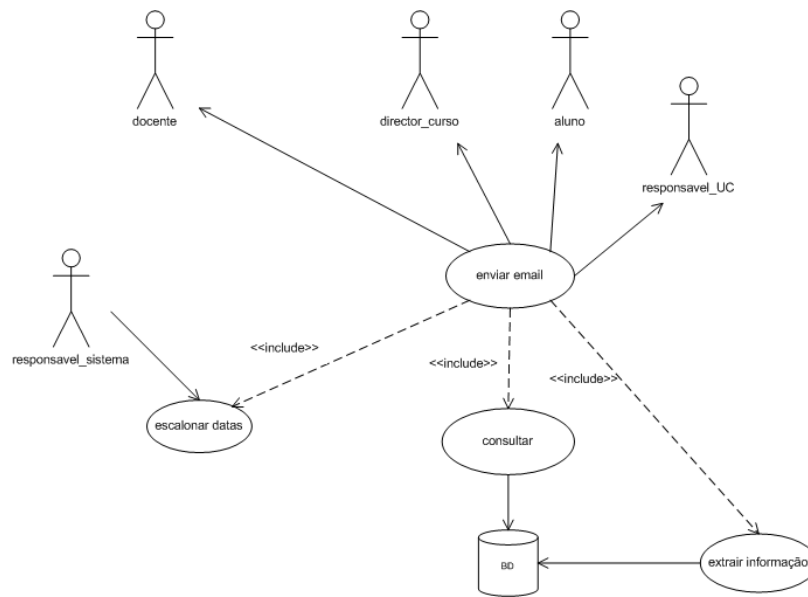 docente
director_curso
aluno
responsavel_UC
enviar email
responsavel_sistema
<<include>>
<<include>>
<<include>>
escalonar datas
consultar
BD
extrair informação